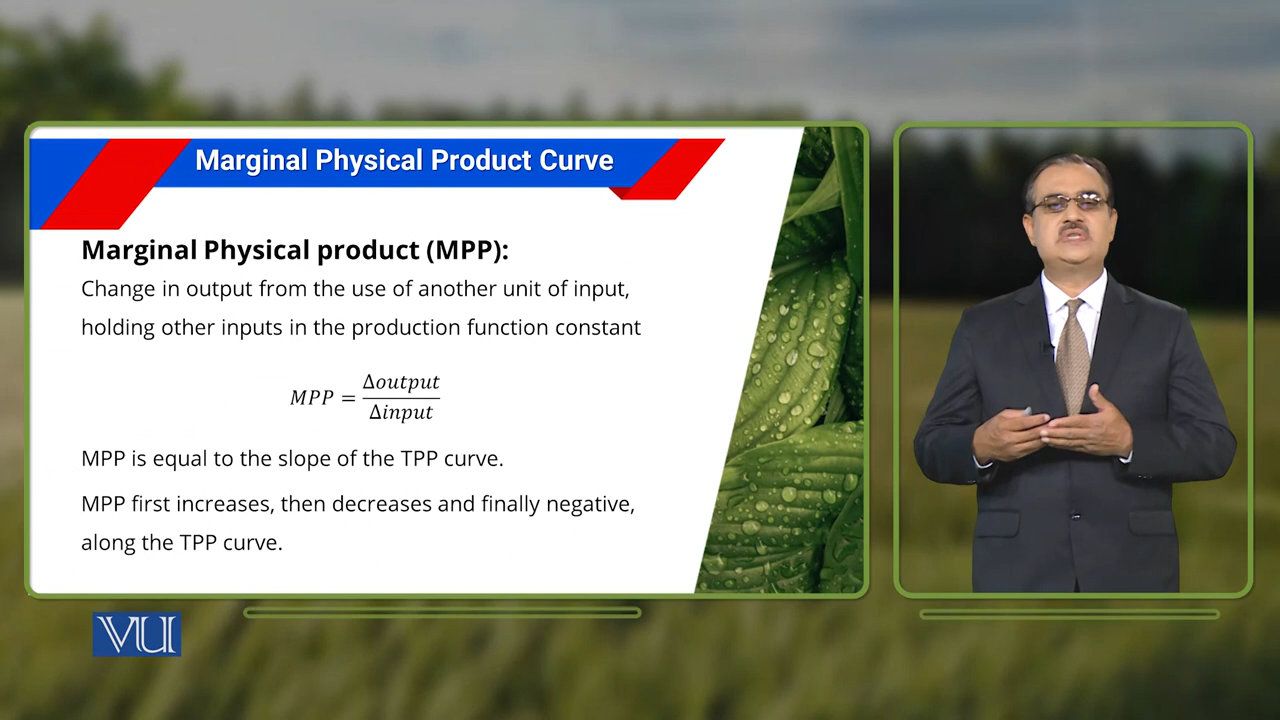 Marginal Physical Product Curve
Marginal Physical product (MPP):
Change in output from the use of another unit of input,
holding other inputs in the production function constant
MPP = Δoutput / Δinput
MPP is equal to the slope of the TPP curve.
MPP first increases, then decreases and finally negative,
along the TPP curve.
VU